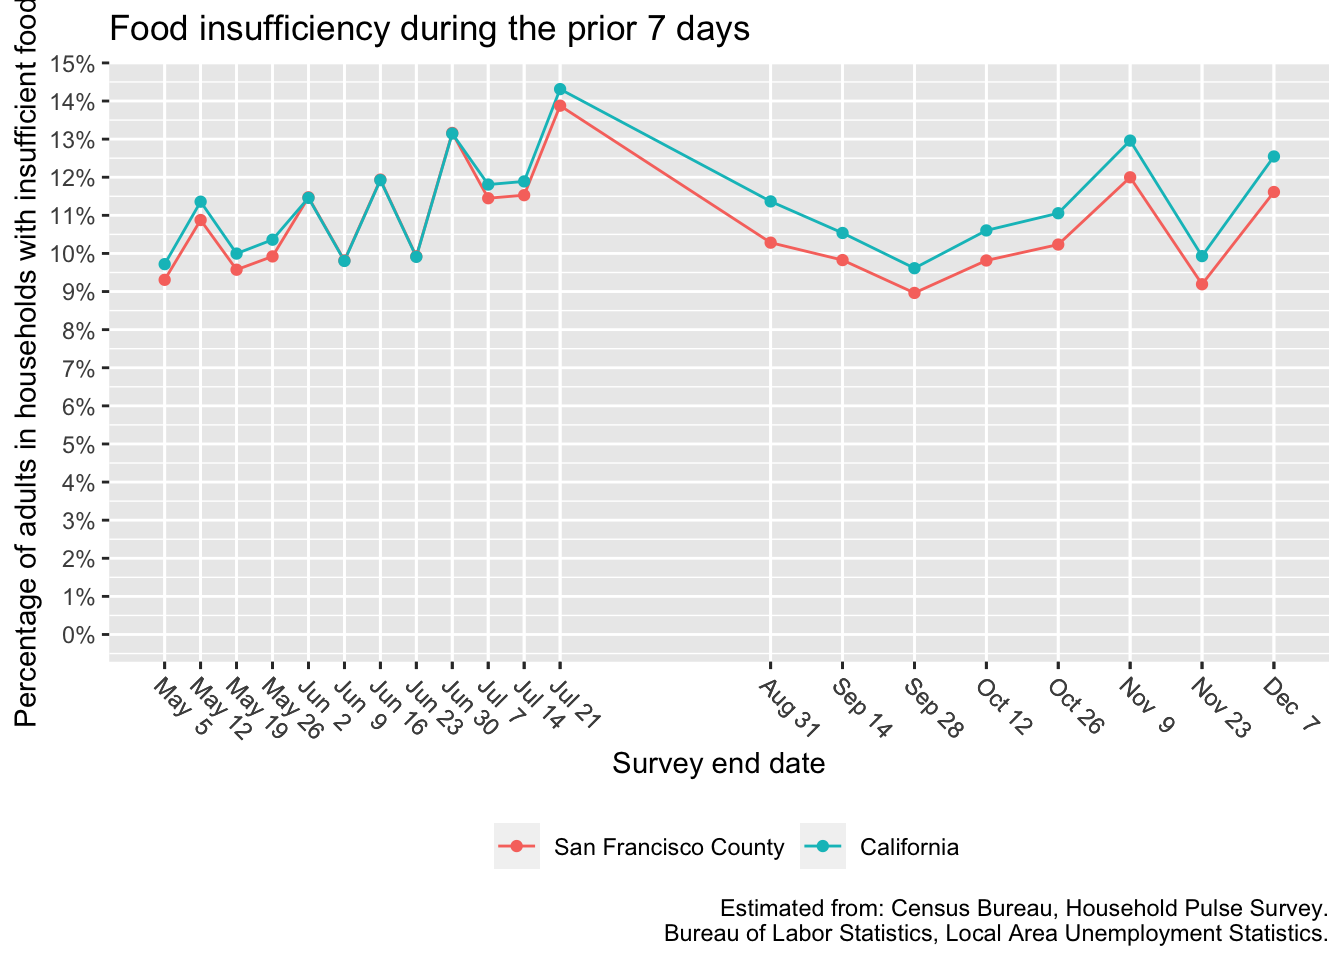 Food insufficiency during the prior 7 days
Percentage of adults in households with insufficient food
15%
14%
13%
12%
11%
10%
9%
8%
7%
6%
5%
4%
3%
2%
1%
0%
May 5
May 12
May 19
May 26
Jun 2
Jun 9
Jun 16
Jun 23
Jun 30
Jul 7
Jul 14
Jul 21
Aug 31
Sep 14
Sep 28
Oct 12
Oct 26
Nov 9
Nov 23
Dec 7
Survey end date
San Francisco County
California
Estimated from: Census Bureau, Household Pulse Survey.
Bureau of Labor Statistics, Local Area Unemployment Statistics.